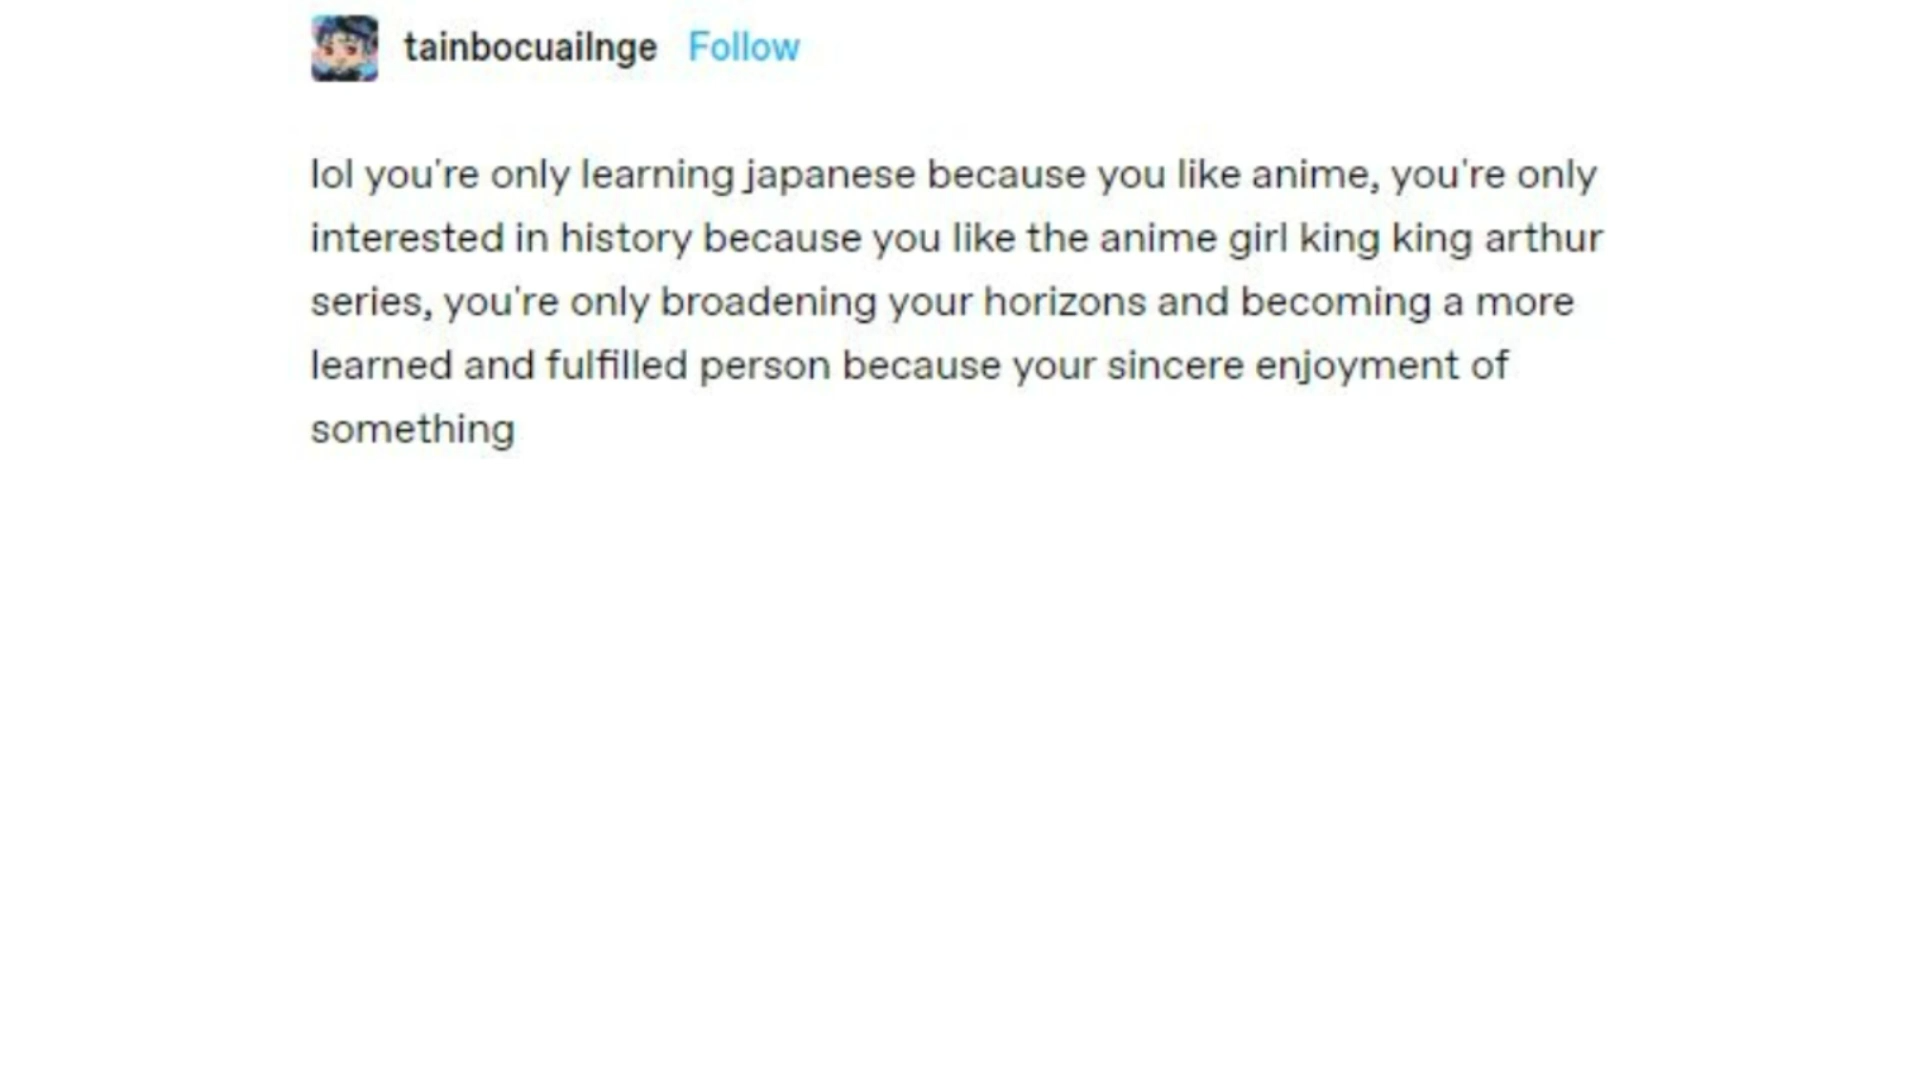 tainbocuailnge Follow
lol you're only learning japanese because you like anime, you're only
interested in history because you like the anime girl king king arthur
series, you're only broadening your horizons and becoming a more
learned and fulfilled person because your sincere enjoyment of
something